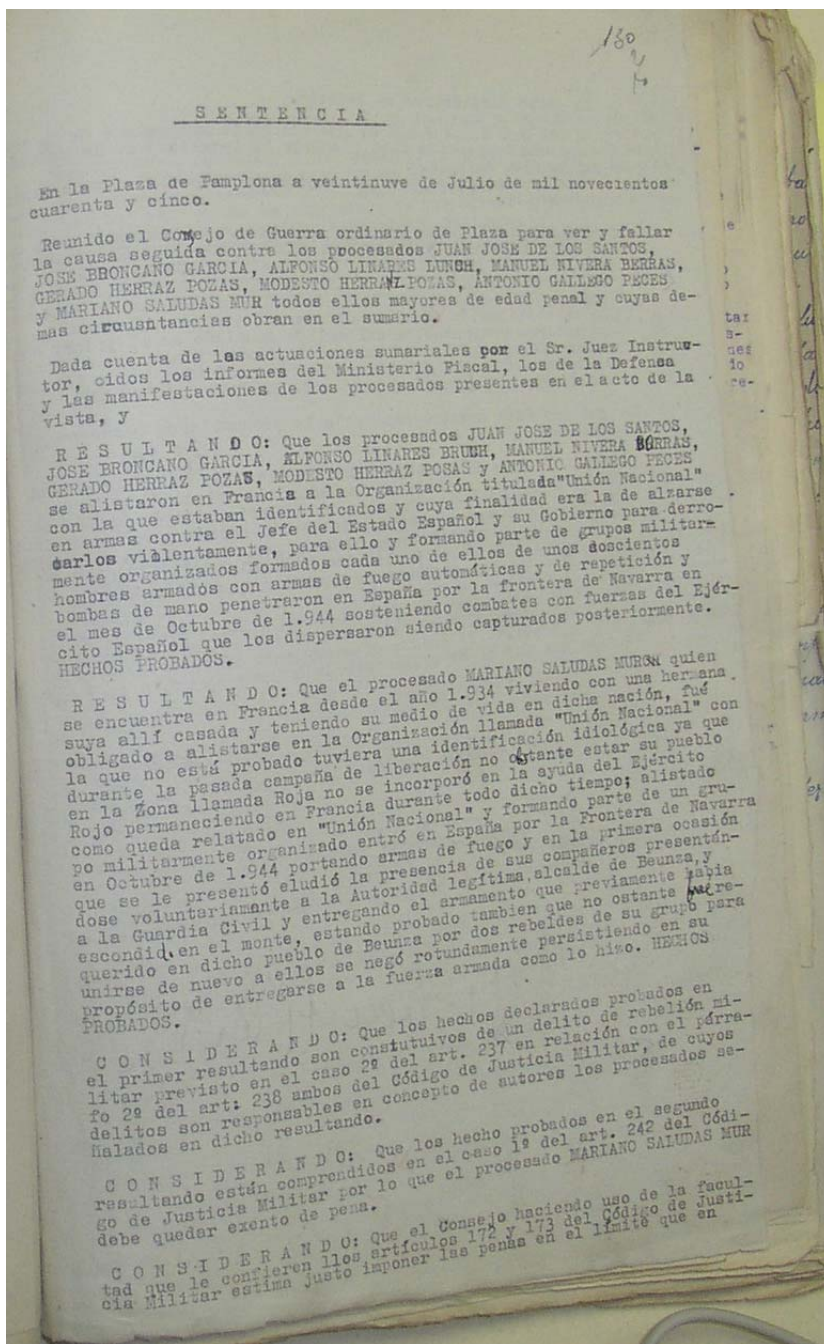 150
S E N T E N C I A
En la Plaza de Pamplona a veintinuve de Julio de mil novecientos
cuarenta y cinco.
Reunido el Consejo de Guerra ordinario de Plaza para ver y fallar
la causa seguida contra los procesados JUAN JOSE DE LOS SANTOS,
JOSE BRONCANO GARCIA, ALFONSO LINARES LUNCH, MANUEL NIVERA BERRAS,
GERADO HERRAZ POZAS, MODESTO HERRAZ POZAS, ANTONIO GALLEGO PECES
y MARIANO SALUDAS MUR todos ellos mayores de edad penal y cuyas de-
mas circusntancias obran en el sumario.
Dada cuenta de las actuaciones sumariales por el Sr. Juez Instruc-
tor, oidos los informes del Ministerio Fiscal, los de la Defensa
y las manifestaciones de los procesados presentes en el acto de la
vista, y
R E S U L T A N D O: Que los procesados JUAN JOSE DE LOS SANTOS,
JOSE BRONCANO GARCIA, ALFONSO LINARES BRUCH, MANUEL NIVERA BORRAS,
GERADO HERRAZ POZAS, MODESTO HERRAZ POSAS y ANTONIO GALLEGO PECES
se alistaron en Francia a la Organización titulada "Unión Nacional"
con la que estaban identificados y cuya finalidad era la de alzarse
en armas contra el Jefe del Estado Español y su Gobierno para derro-
carlos vialentamente, para ello y formando parte de grupos militar-
mente organizados formados cada uno de ellos de unos doscientos
hombres armados con armas de fuego automáticas y de repetición y
bombas de mano penetraron en España por la frontera de Navarra en
el mes de Octubre de 1.944 sosteniendo combates con fuerzas del Ejér-
cito Español que los dispersaron siendo capturados posteriormente.
HECHOS PROBADOS.
R E S U L T A N D O: Que el procesado MARIANO SALUDAS MUR quien
se encuentra en Francia desde el año 1.934 viviendo con una hermana
suya allí casada y teniendo su medio de vida en dicha nación, fué
obligado a alistarse en la Organización llamada "Unión Nacional" con
la que no está probado tuviera una identificación idiológica ya que
durante la pasada campaña de liberación no obstante estar su pueblo
en la Zona llamada Roja no se incorporó en la ayuda del Ejército
Rojo permaneciendo en Francia durante todo dicho tiempo; alistado
como queda relatado en "Unión Nacional" y formando parte de un gru-
po militarmente organizado entró en España por la Frontera de Navarra
en Octubre de 1.944 portando armas de fuego y en la primera ocasión
que se le presentó eludió la presencia de sus compañeros presentán-
dose voluntariamante a la Autoridad legítima, alcalde de Beunza, y
a la Guardia Civil y entregando el armamento que previamente habia
escondid en el monte, estando probado tambien que no ostante fué re-
querido en dicho pueblo de Beunza por dos rebeldes de su grupo para
unirse de nuevo a ellos se negó rotundamente persistiendo en su
propósito de entregarse a la fuerza armada como lo hizo. HECHOS
PROBADOS.
C O N S I D E R A N D O: Que los hechos declarados probados en
el primer resultando son constutuivos de un delito de rebelión mi-
litar previsto en el caso 2º del art. 237 en relación con el párra-
fo 2º del art: 238 ambos del Código de Justicia Militar, de cuyos
delitos son responsables en concepto de autores los procesados se-
ñalados en dicho resultando.
C O N S I D E R A N D O: Que los hecho probados en el segundo
resultando están comprendidos en el caso 1º del art. 242 del Códi-
go de Justicia Militar por lo que el procesado MARIANO SALUDAS MUR
debe quedar exento de pena.
C O N S I D E R A N D O: Que el Consejo haciendo uso de la facul-
tad que le confieren llos artículos 172 y 173 del Código de Justi-
cia Militar estima justo imponer las penas en el límite que en